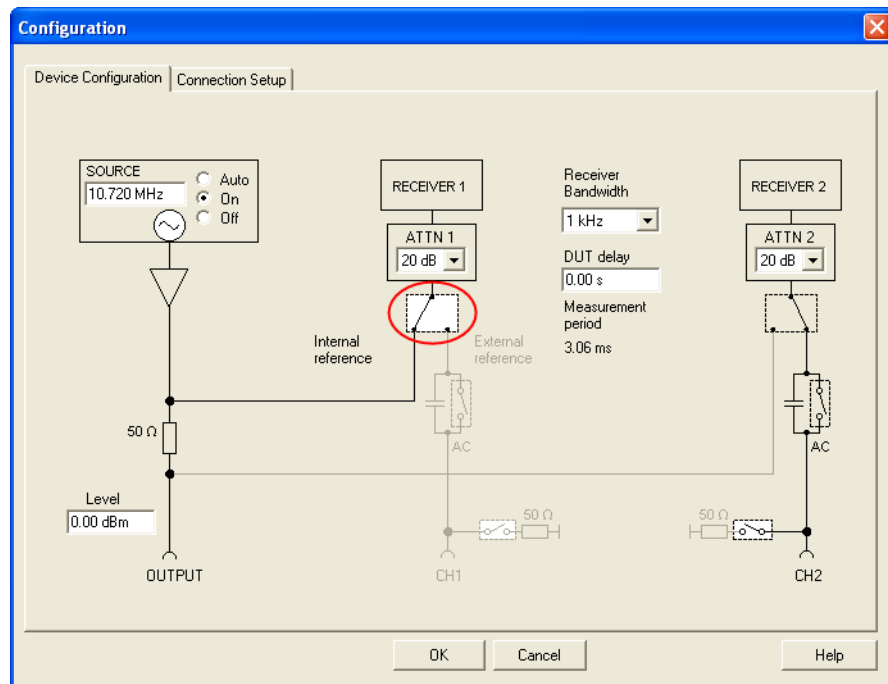 Configuration
Device Configuration
Connection Setup
SOURCE
10.720 MHz
Auto
On
Off
RECEIVER 1
ATTN 1
20 dB
Receiver
Bandwidth
1 kHz
DUT delay
0.00 s
Measurement
period
3.06 ms
RECEIVER 2
ATTN 2
20 dB
Internal
reference
External
reference
50 Ω
AC
AC
Level
0.00 dBm
50 Ω
50 Ω
OUTPUT
CH1
CH2
OK
Cancel
Help